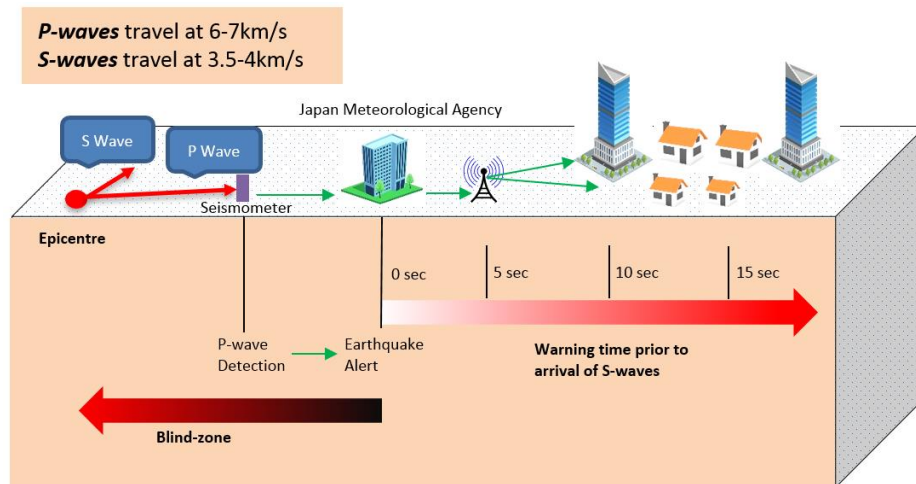 P-waves travel at 6-7km/s
S-waves travel at 3.5-4km/s
Japan Meteorological Agency
S Wave
P Wave
Seismometer
Epicentre
0 sec
5 sec
10 sec
15 sec
P-wave
Detection
Earthquake
Alert
Warning time prior to
arrival of S-waves
Blind-zone